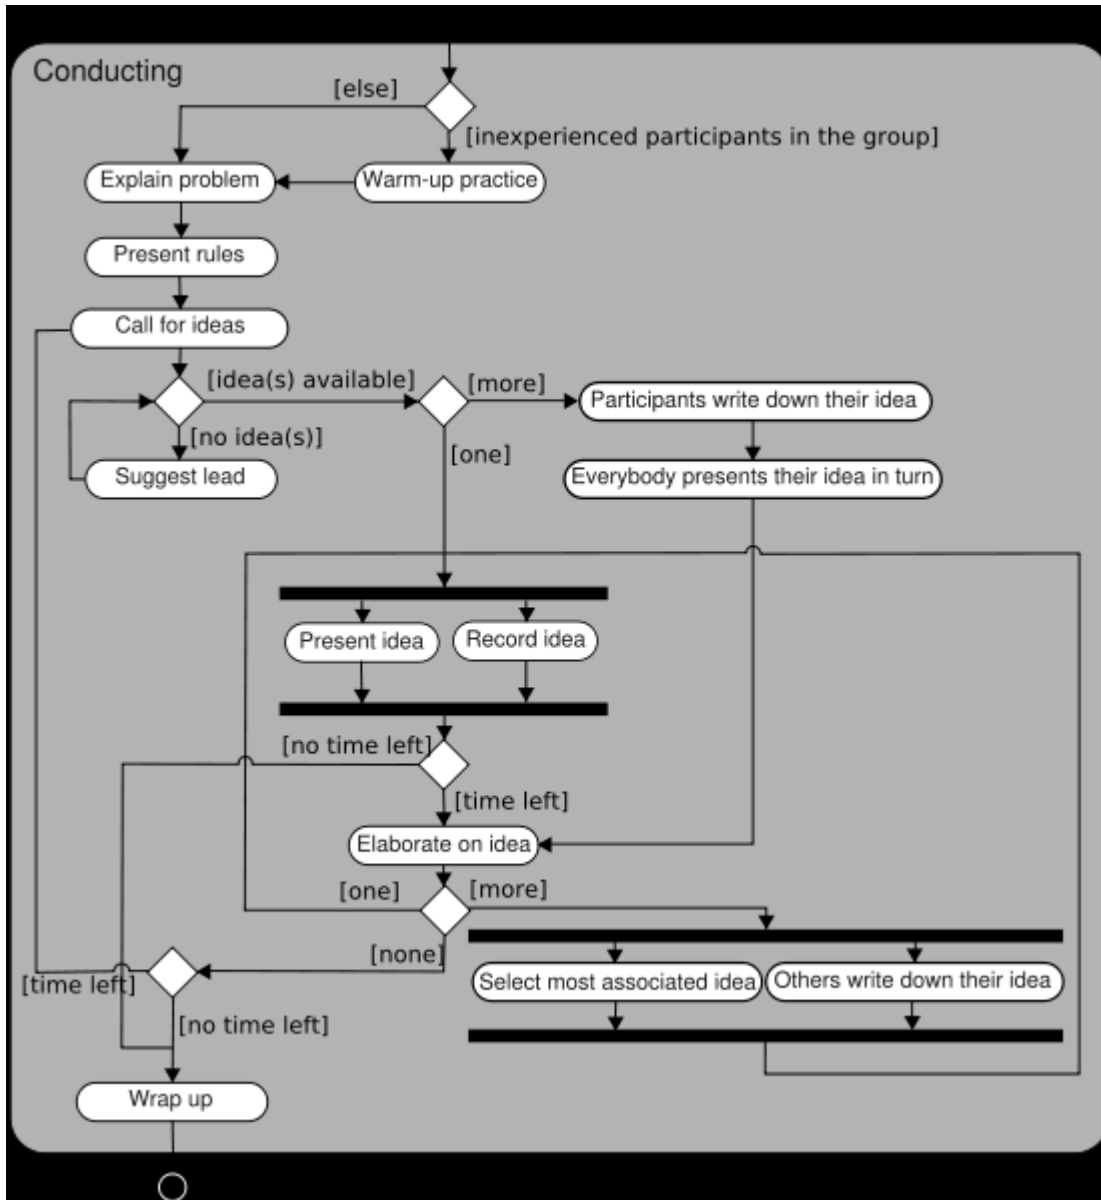 Conducting
[else]
[inexperienced participants in the group]
Explain problem
Warm-up practice
Present rules
Call for ideas
[idea(s) available]
[more]
Participants write down their idea
[no idea(s)]
[one]
Suggest lead
Everybody presents their idea in turn
Present idea
Record idea
[no time left]
[time left]
Elaborate on idea
[one]
[more]
[none]
[time left]
Select most associated idea
Others write down their idea
[no time left]
Wrap up